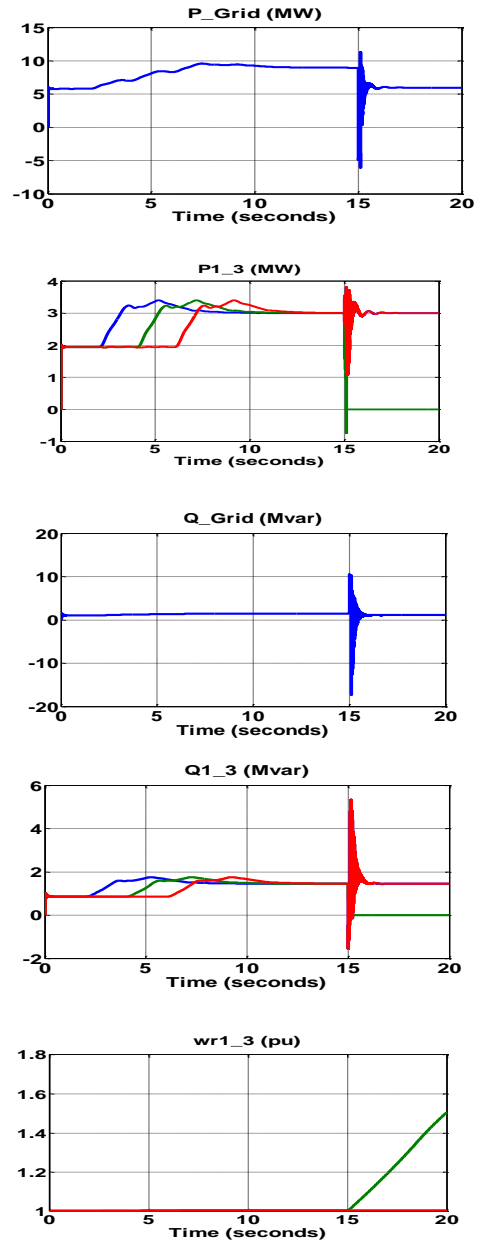 P_Grid (MW)
15
10
5
0
-5
-10
0 5 10 15 20
Time (seconds)
P1_3 (MW)
4
3
2
1
0
-1
0 5 10 15 20
Time (seconds)
Q_Grid (Mvar)
20
10
0
-10
-20
0 5 10 15 20
Time (seconds)
Q1_3 (Mvar)
6
4
2
0
-2
0 5 10 15 20
Time (seconds)
wr1_3 (pu)
1.8
1.6
1.4
1.2
1
0 5 10 15 20
Time (seconds)